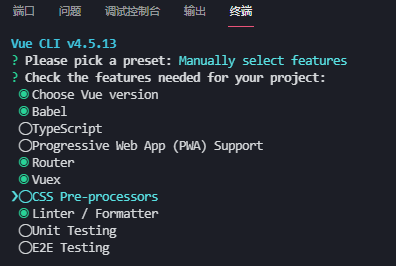 端口 问题 调试控制台 输出 终端
Vue CLI v4.5.13
? Please pick a preset: Manually select features
? Check the features needed for your project:
◉ Choose Vue version
◉ Babel
◯ TypeScript
◯ Progressive Web App (PWA) Support
◉ Router
◉ Vuex
❯◯ CSS Pre-processors
◉ Linter / Formatter
◯ Unit Testing
◯ E2E Testing